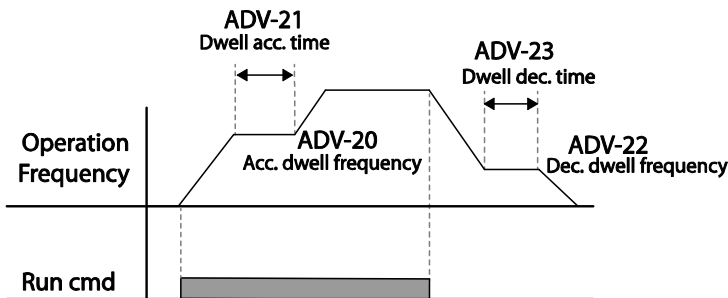 ADV-21
Dwell acc. time
ADV-23
Dwell dec. time
Operation
Frequency
ADV-20
Acc. dwell frequency
ADV-22
Dec. dwell frequency
Run cmd